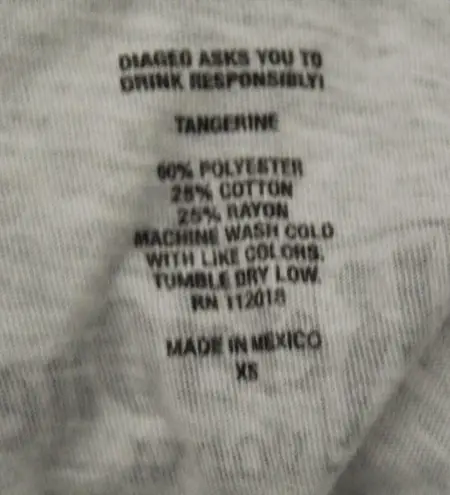 DIAGEO ASKS YOU TO
DRINK RESPONSIBLY!
TANGERINE
50% POLYESTER
25% COTTON
25% RAYON
MACHINE WASH COLD
WITH LIKE COLORS.
TUMBLE DRY LOW.
RN 112018
MADE IN MEXICO
XS